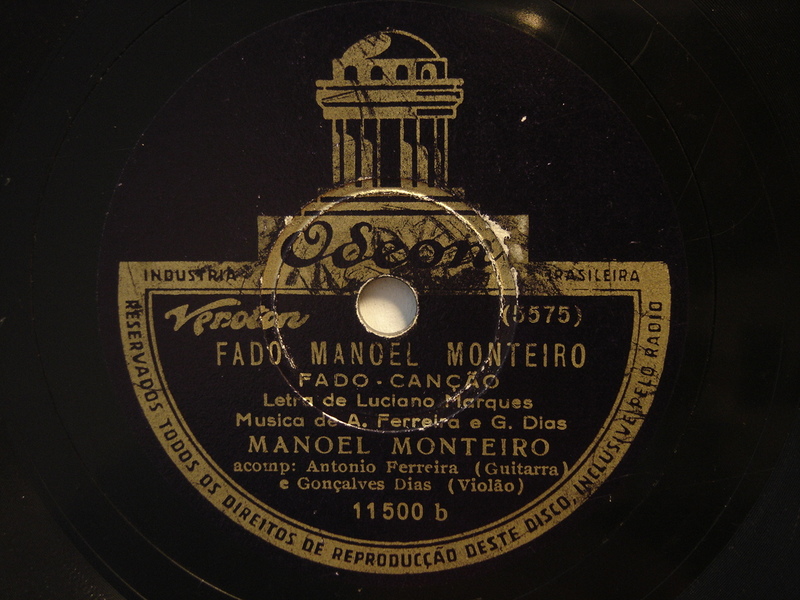 Odeon
INDUSTRIA BRASILEIRA
Veroton (5575)
FADO MANOEL MONTEIRO
FADO-CANÇÃO
Letra de Luciano Marques
Musica de A. Ferreira e G. Dias
MANOEL MONTEIRO
acomp: Antonio Ferreira (Guitarra)
e Gonçalves Dias (Violão)
11500 b
RESERVADOS TODOS OS DIREITOS DE REPRODUCÇÃO DESTE DISCO, INCLUSIVE PELO RADIO